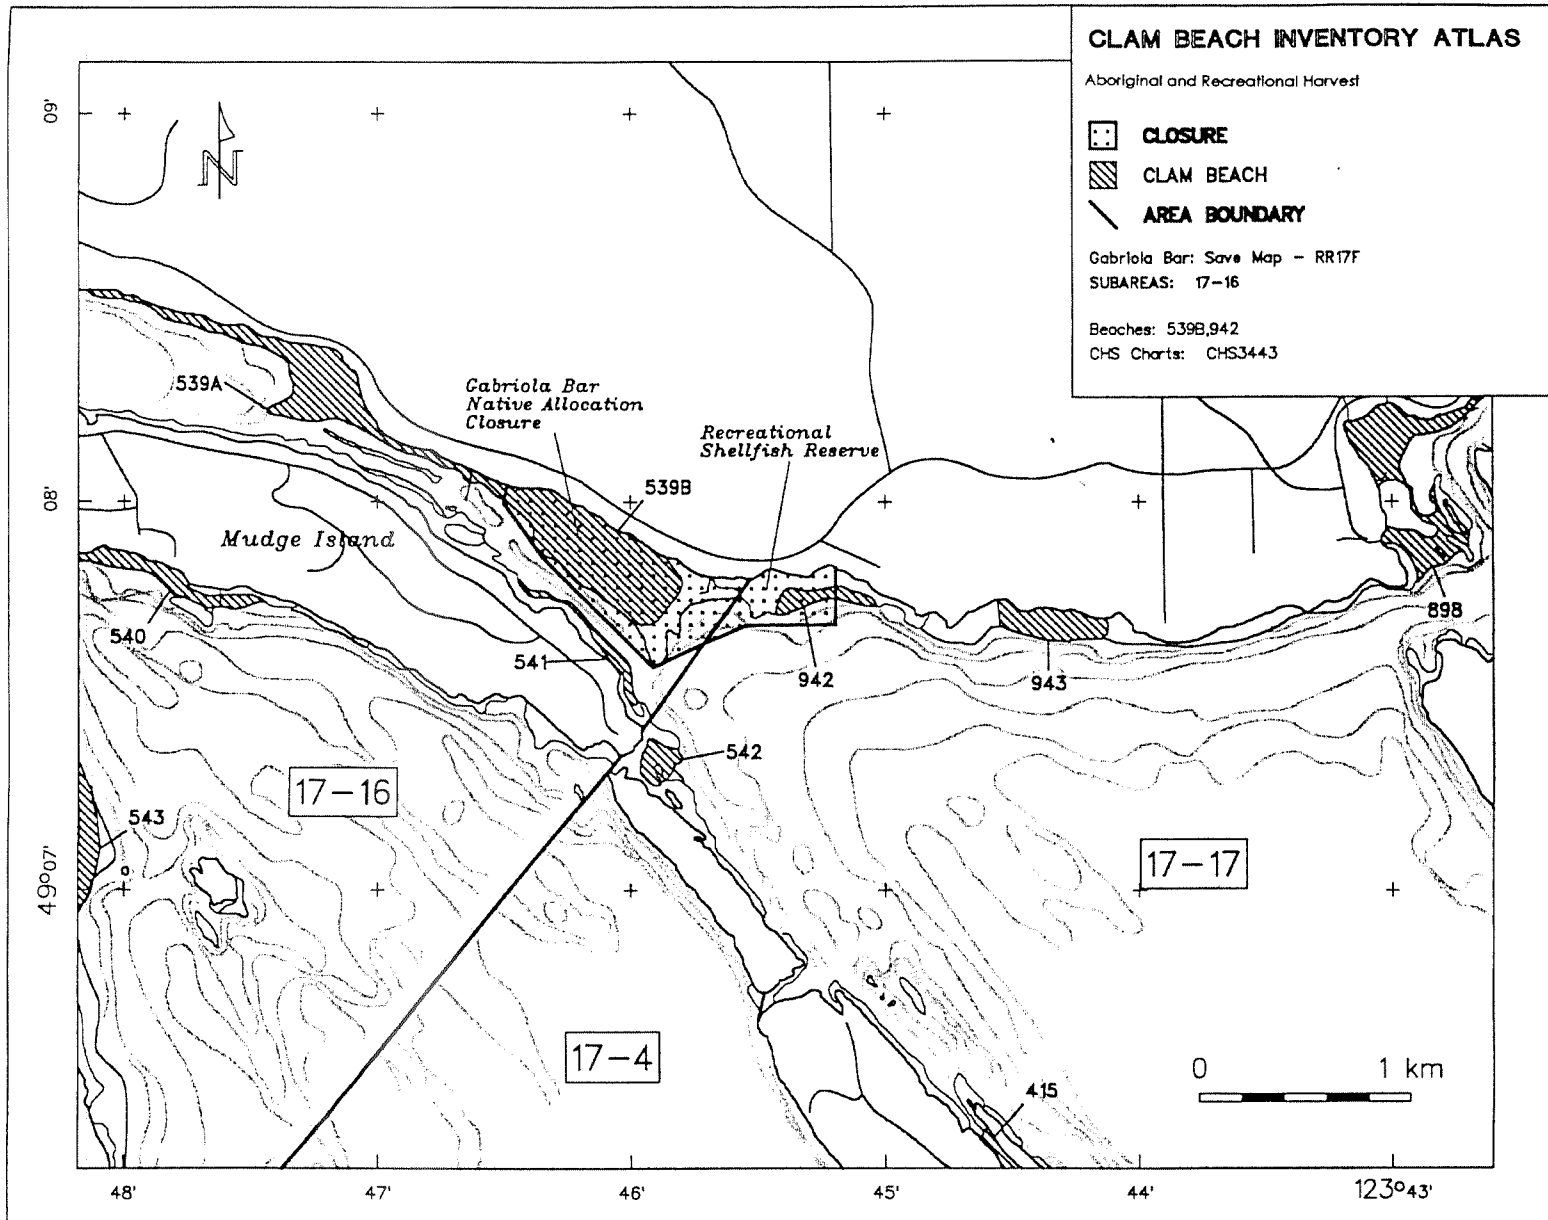 CLAM BEACH INVENTORY ATLAS
Aboriginal and Recreational Harvest
CLOSURE
CLAM BEACH
AREA BOUNDARY
Gabriola Bar: Save Map - RR17F
SUBAREAS: 17-16
Beaches: 539B,942
CHS Charts: CHS3443
09'
N
539A
Gabriola Bar
Native Allocation
Closure
Recreational
Shellfish Reserve
08'
539B
Mudge Island
540
541
942
943
898
542
17-16
543
17-17
49°07'
17-4
0 1 km
415
48' 47' 46' 45' 44' 123°43'